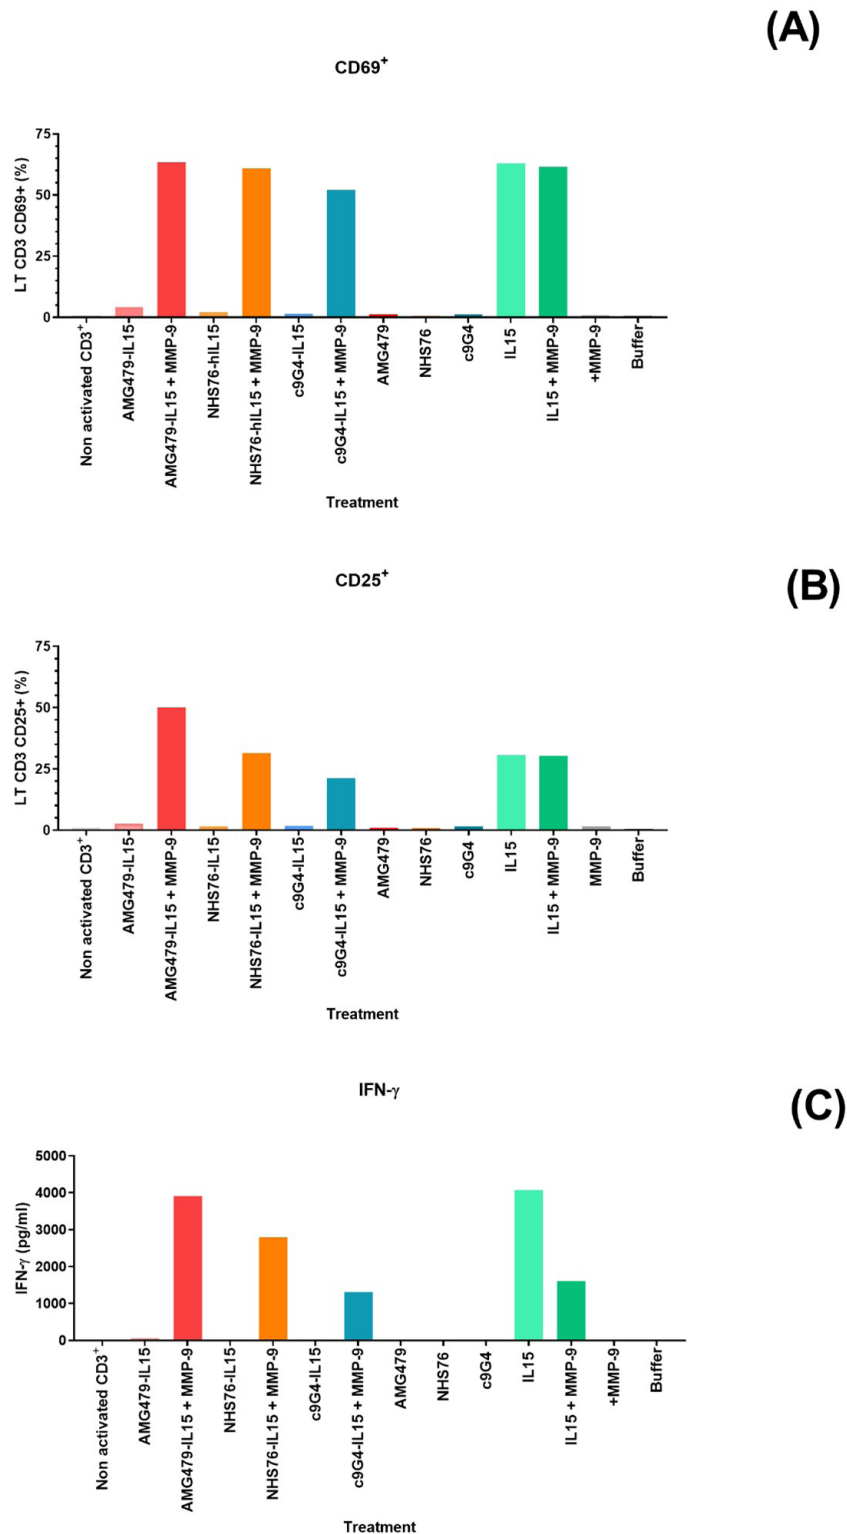 (A)
CD69+
LT CD3 CD69+ (%)
75
50
25
0
Non activated CD3+
AMG479-IL15
AMG479-IL15 + MMP-9
NHS76-hIL15
NHS76-hIL15 + MMP-9
c9G4-IL15
c9G4-IL15 + MMP-9
AMG479
NHS76
c9G4
IL15
IL15 + MMP-9
+MMP-9
Buffer
Treatment
(B)
CD25+
LT CD3 CD25+ (%)
75
50
25
0
Non activated CD3+
AMG479-IL15
AMG479-IL15 + MMP-9
NHS76-IL15
NHS76-IL15 + MMP-9
c9G4-IL15
c9G4-IL15 + MMP-9
AMG479
NHS76
c9G4
IL15
IL15 + MMP-9
MMP-9
Buffer
Treatment
(C)
IFN-γ
IFN-γ (pg/ml)
5000
4000
3000
2000
1000
0
Non activated CD3+
AMG479-IL15
AMG479-IL15 + MMP-9
NHS76-IL15
NHS76-IL15 + MMP-9
c9G4-IL15
c9G4-IL15 + MMP-9
AMG479
NHS76
c9G4
IL15
IL15 + MMP-9
+MMP-9
Buffer
Treatment